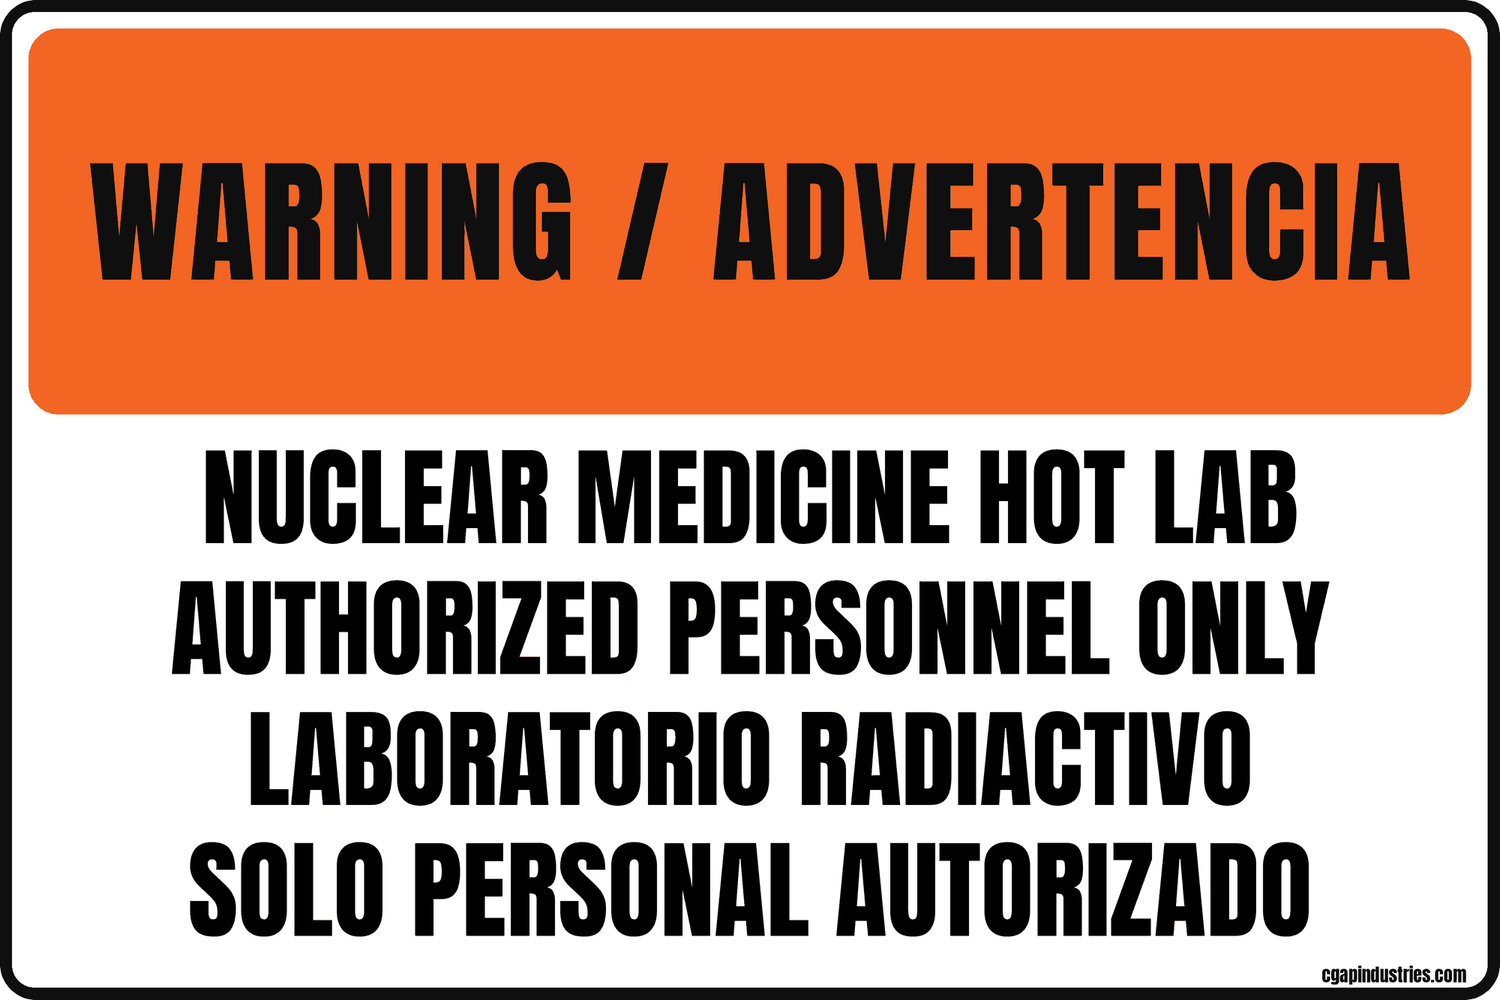 WARNING / ADVERTENCIA
NUCLEAR MEDICINE HOT LAB
AUTHORIZED PERSONNEL ONLY
LABORATORIO RADIACTIVO
SOLO PERSONAL AUTORIZADO
cgapindustries.com